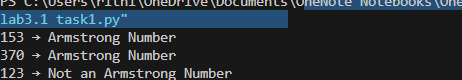 PS C:\Users\rithi\OneDrive\Documents\OneNote Notebooks\One
lab3.1 task1.py"
153 → Armstrong Number
370 → Armstrong Number
123 → Not an Armstrong Number